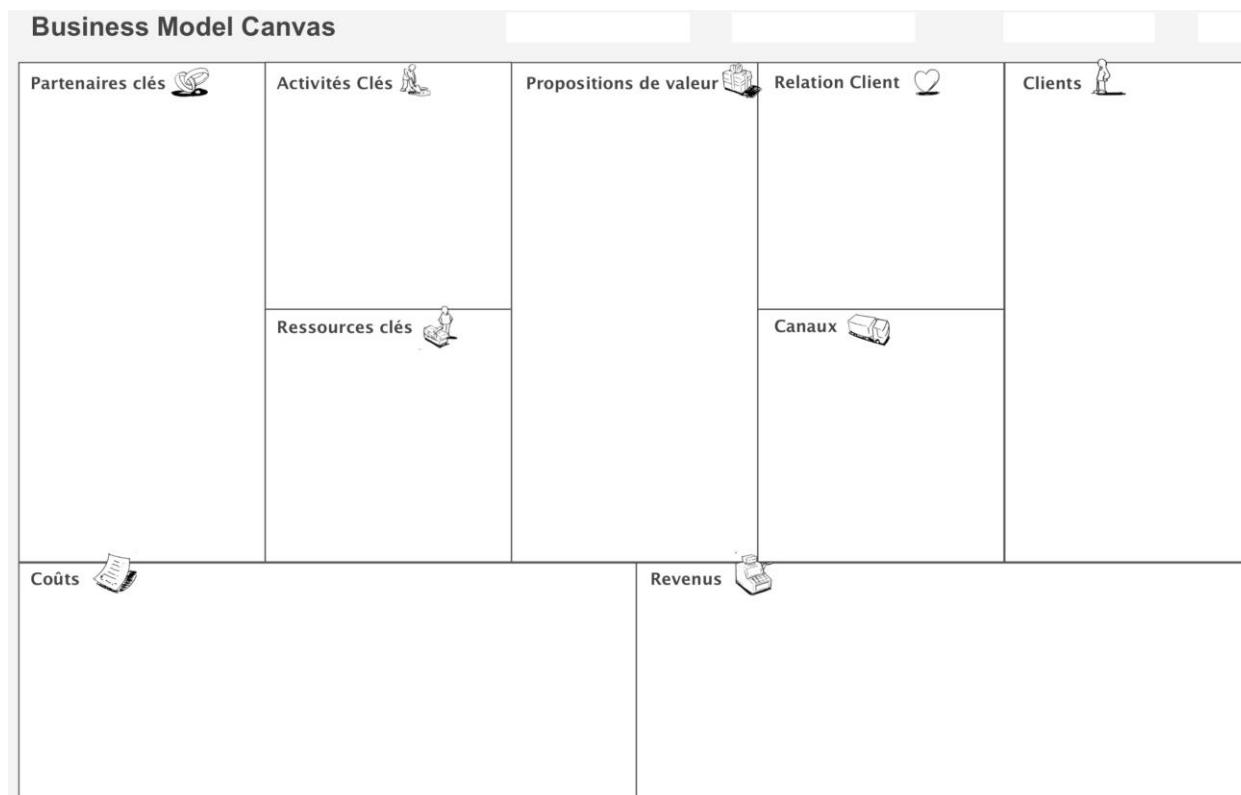 Business Model Canvas
Partenaires clés
Activités Clés
Propositions de valeur
Relation Client
Clients
Ressources clés
Canaux
Coûts
Revenus